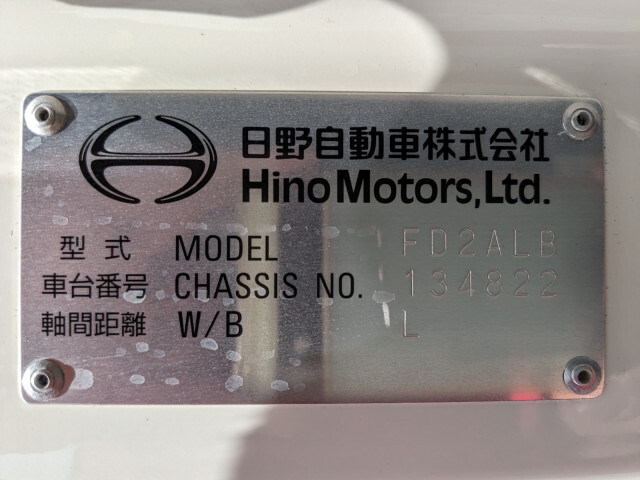 日野自動車株式会社
Hino Motors, Ltd.
型式 MODEL FD2ALB
車台番号 CHASSIS NO. 134822
軸間距離 W/B L